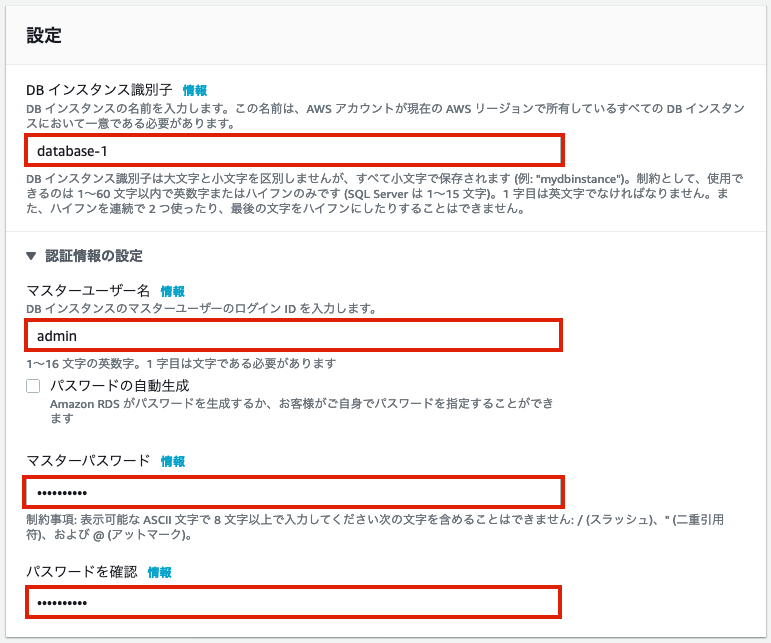 設定
DB インスタンス識別子 情報
DB インスタンスの名前を入力します。この名前は、AWS アカウントが現在の AWS リージョンで所有しているすべての DB インスタン
スにおいて一意である必要があります。
database-1
DB インスタンス識別子は大文字と小文字を区別しませんが、すべて小文字で保存されます (例: "mydbinstance")。制約として、使用で
きるのは 1〜60 文字以内で英数字またはハイフンのみです (SQL Server は 1〜15 文字)。1 字目は英文字でなければなりません。ま
た、ハイフンを連続で 2 つ使ったり、最後の文字をハイフンにしたりすることはできません。
▼ 認証情報の設定
マスターユーザー名 情報
DB インスタンスのマスターユーザーのログイン ID を入力します。
admin
1〜16 文字の英数字。1 字目は文字である必要があります
パスワードの自動生成
Amazon RDS がパスワードを生成するか、お客様がご自身でパスワードを指定することができ
ます
マスターパスワード 情報
••••••••••
制約事項: 表示可能な ASCII 文字で 8 文字以上で入力してください次の文字を含めることはできません: / (スラッシュ)、" (二重引用
符)、および @ (アットマーク)。
パスワードを確認 情報
••••••••••